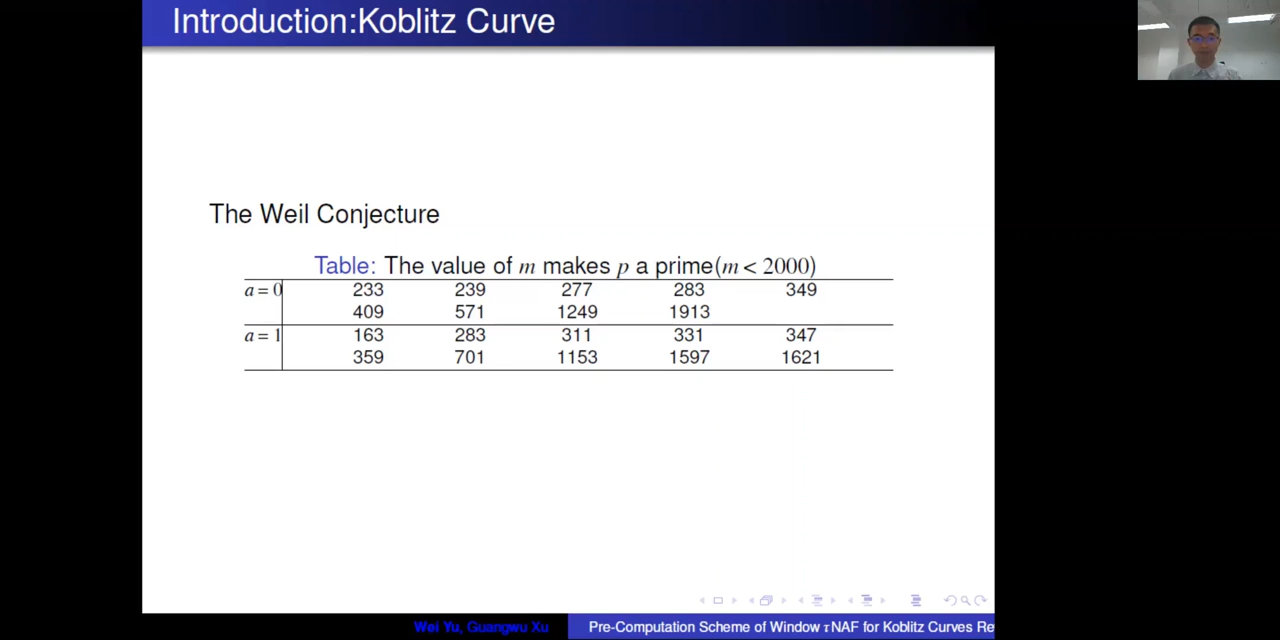 Introduction:Koblitz Curve
The Weil Conjecture
Table: The value of m makes p a prime(m < 2000)
a = 0 233 239 277 283 349
409 571 1249 1913
a = 1 163 283 311 331 347
359 701 1153 1597 1621
Wei Yu, Guangwu Xu Pre-Computation Scheme of Window τNAF for Koblitz Curves Re